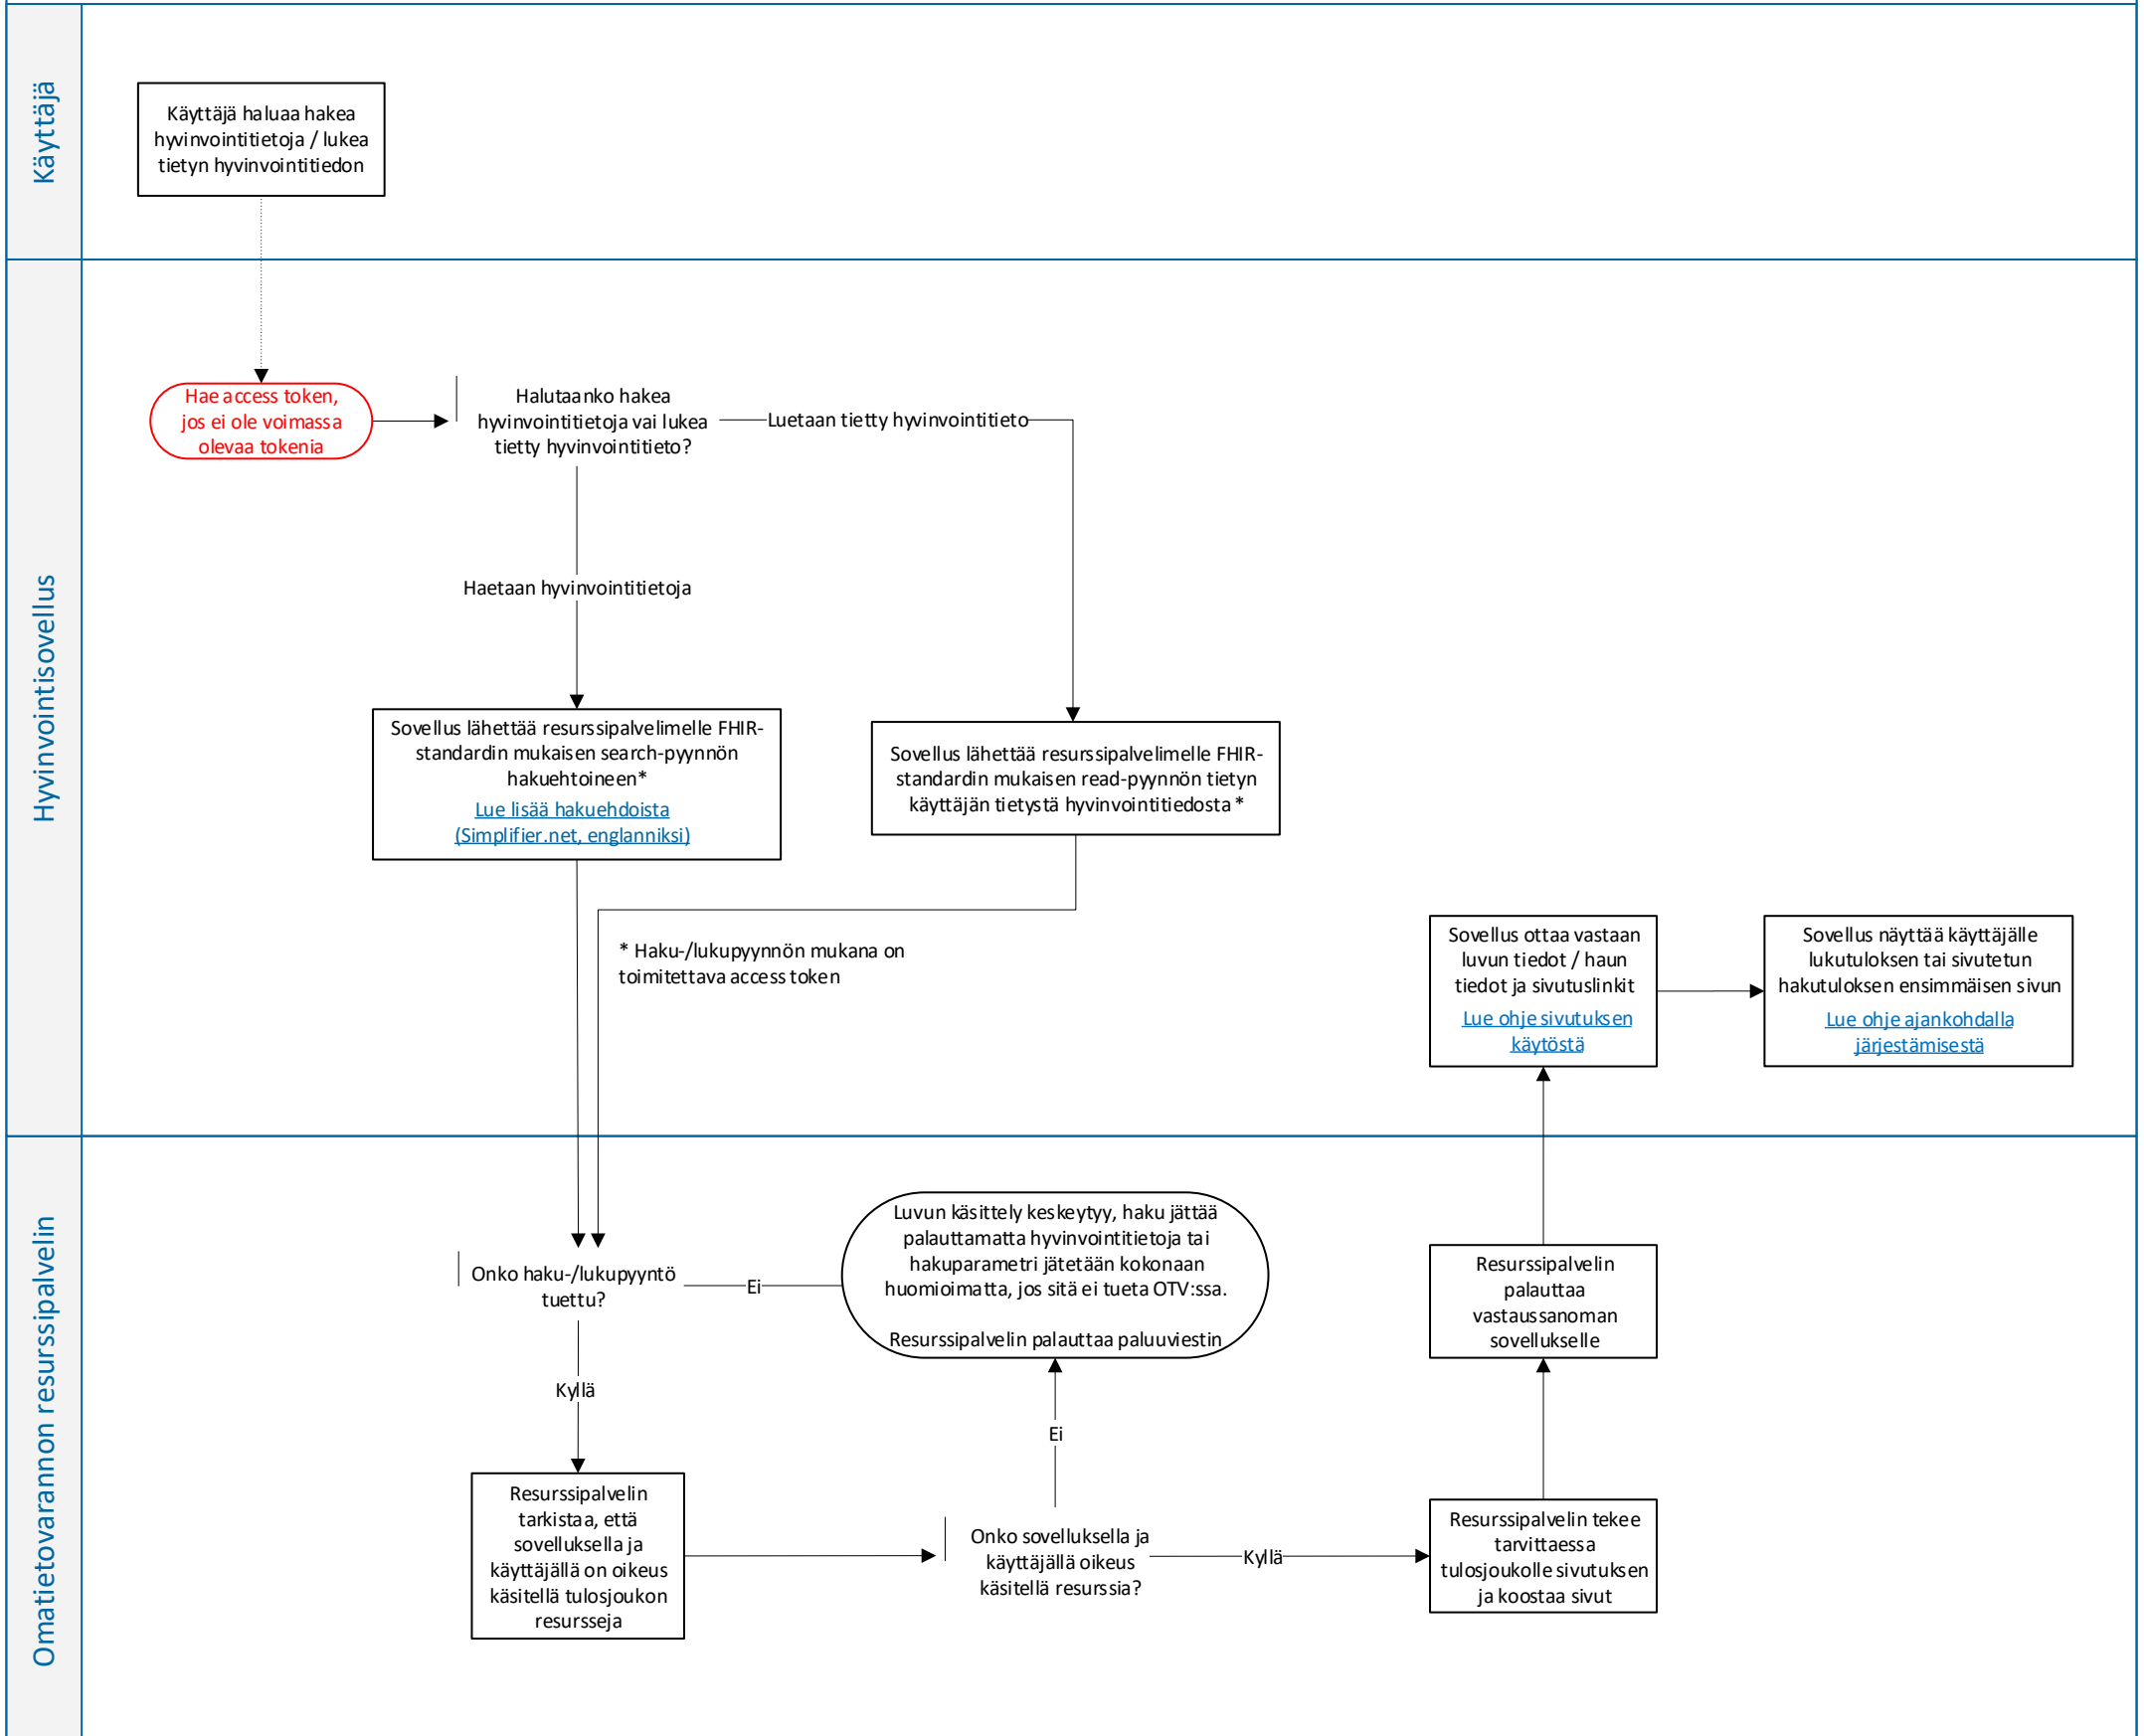 Käyttäjä
Käyttäjä haluaa hakea
hyvinvointitietoja / lukea
tietyn hyvinvointitiedon
Hyvinvointisovellus
Hae access token,
jos ei ole voimassa
olevaa tokenia
Halutaanko hakea
hyvinvointitietoja vai lukea
tietty hyvinvointitieto?
Luetaan tietty hyvinvointitieto
Haetaan hyvinvointitietoja
Sovellus lähettää resurssipalvelimelle FHIR-
standardin mukaisen search-pyynnön
hakuehtoineen*
Lue lisää hakuehdoista
(Simplifier.net, englanniksi)
Sovellus lähettää resurssipalvelimelle FHIR-
standardin mukaisen read-pyynnön tietyn
käyttäjän tietystä hyvinvointitiedosta *
* Haku-/lukupyynnön mukana on
toimitettava access token
Sovellus ottaa vastaan
luvun tiedot / haun
tiedot ja sivutuslinkit
Lue ohje sivutuksen
käytöstä
Sovellus näyttää käyttäjälle
lukutuloksen tai sivutetun
hakutuloksen ensimmäisen sivun
Lue ohje ajankohdalla
järjestämisestä
Omatietovarannon resurssipalvelin
Onko haku-/lukupyyntö
tuettu?
Ei
Luvun käsittely keskeytyy, haku jättää
palauttamatta hyvinvointitietoja tai
hakuparametri jätetään kokonaan
huomioimatta, jos sitä ei tueta OTV:ssa.
Resurssipalvelin palauttaa paluuviestin
Kyllä
Resurssipalvelin
tarkistaa, että
sovelluksella ja
käyttäjällä on oikeus
käsitellä tulosjoukon
resursseja
Ei
Onko sovelluksella ja
käyttäjällä oikeus
käsitellä resurssia?
Kyllä
Resurssipalvelin tekee
tarvittaessa
tulosjoukolle sivutuksen
ja koostaa sivut
Resurssipalvelin
palauttaa
vastaussanoman
sovellukselle